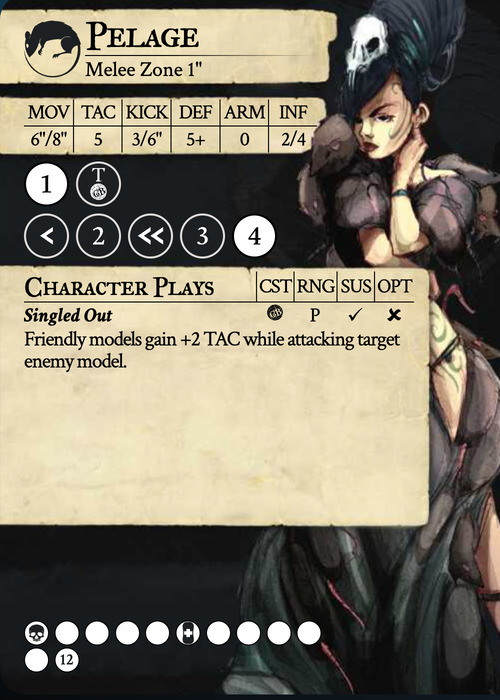 PELAGE
Melee Zone 1"
MOV TAC KICK DEF ARM INF
6"/8" 5 3/6" 5+ 0 2/4
1 T GB
< 2 << 3 4
CHARACTER PLAYS CST RNG SUS OPT
Singled Out GB P ✓ ✘
Friendly models gain +2 TAC while attacking target
enemy model.
12